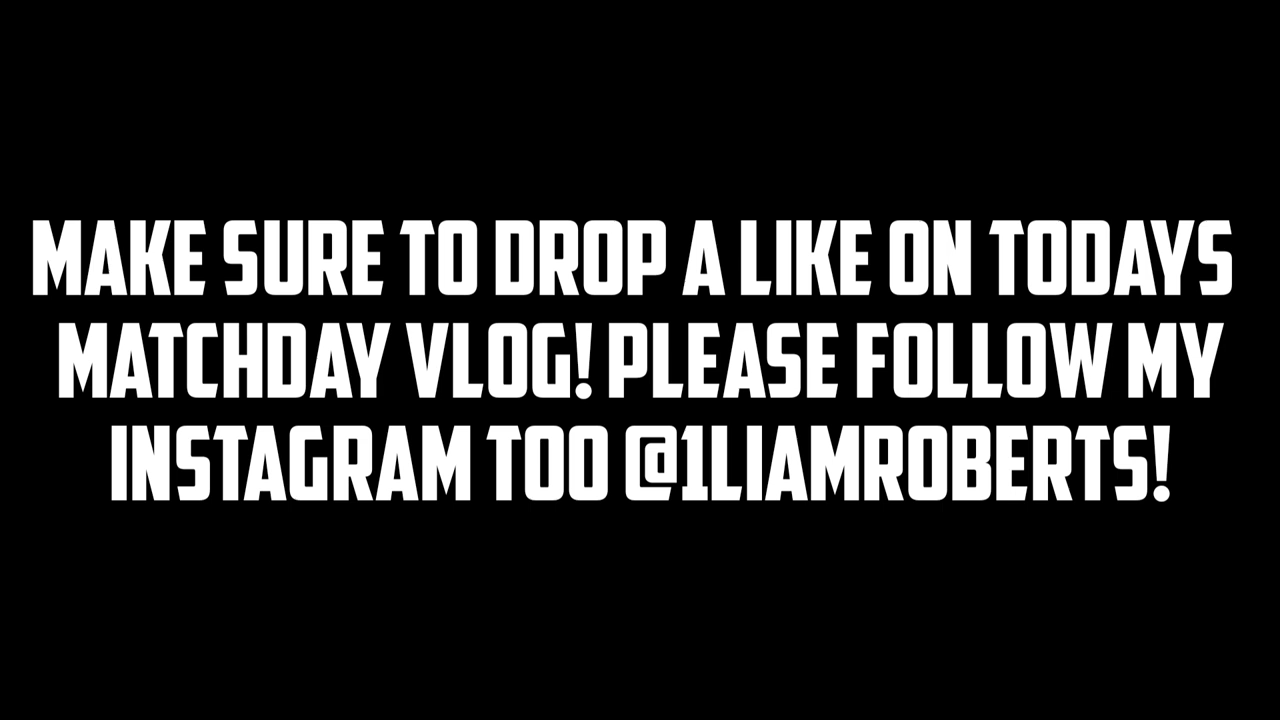 MAKE SURE TO DROP A LIKE ON TODAYS
MATCHDAY VLOG! PLEASE FOLLOW MY
INSTAGRAM TOO @1LIAMROBERTS!